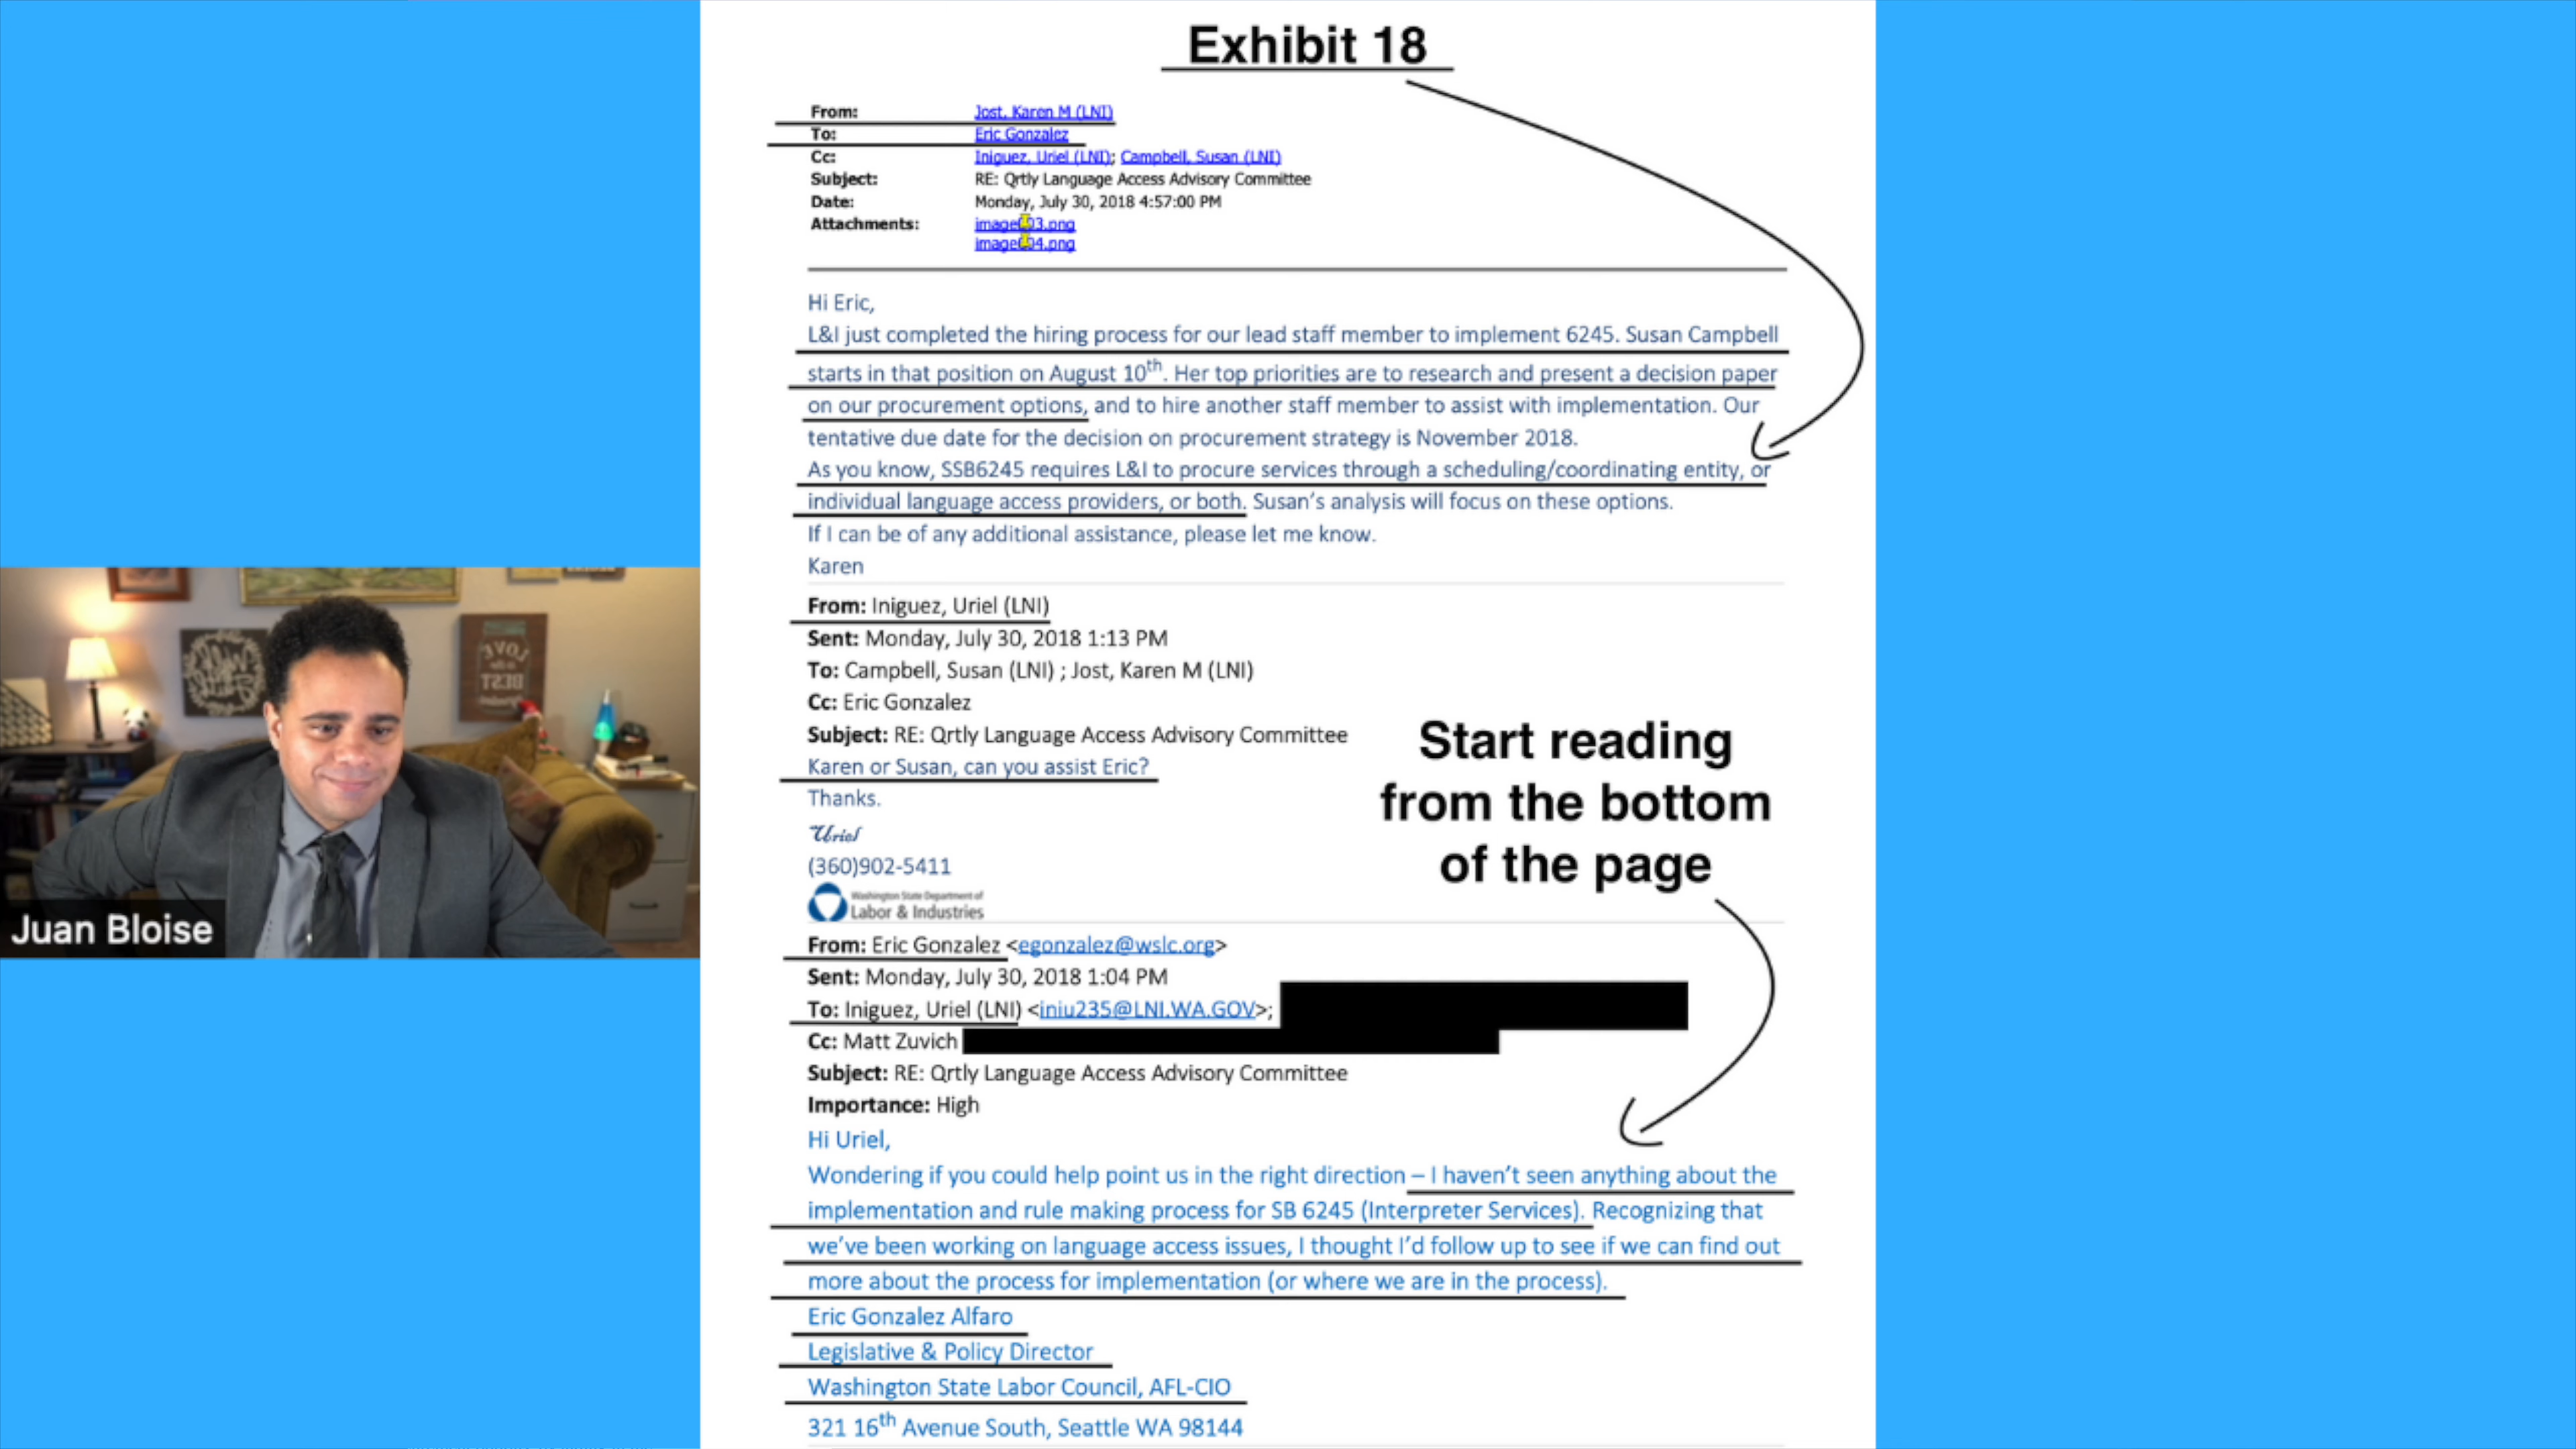 Exhibit 18
From: Jost, Karen M (LNI)
To: Eric Gonzalez
Cc: Iniguez, Uriel (LNI); Campbell, Susan (LNI)
Subject: RE: Qrtly Language Access Advisory Committee
Date: Monday, July 30, 2018 4:57:00 PM
Attachments: image003.png
image004.png
Hi Eric,
L&I just completed the hiring process for our lead staff member to implement 6245. Susan Campbell
starts in that position on August 10th. Her top priorities are to research and present a decision paper
on our procurement options, and to hire another staff member to assist with implementation. Our
tentative due date for the decision on procurement strategy is November 2018.
As you know, SSB6245 requires L&I to procure services through a scheduling/coordinating entity, or
individual language access providers, or both. Susan's analysis will focus on these options.
If I can be of any additional assistance, please let me know.
Karen
From: Iniguez, Uriel (LNI)
Sent: Monday, July 30, 2018 1:13 PM
To: Campbell, Susan (LNI) ; Jost, Karen M (LNI)
Cc: Eric Gonzalez
Subject: RE: Qrtly Language Access Advisory Committee
Karen or Susan, can you assist Eric?
Thanks.
Uriel
(360)902-5411
Washington State Department of
Labor & Industries
Start reading
from the bottom
of the page
From: Eric Gonzalez <egonzalez@wslc.org>
Sent: Monday, July 30, 2018 1:04 PM
To: Iniguez, Uriel (LNI) <iniu235@LNI.WA.GOV>;
Cc: Matt Zuvich
Subject: RE: Qrtly Language Access Advisory Committee
Importance: High
Hi Uriel,
Wondering if you could help point us in the right direction – I haven't seen anything about the
implementation and rule making process for SB 6245 (Interpreter Services). Recognizing that
we've been working on language access issues, I thought I'd follow up to see if we can find out
more about the process for implementation (or where we are in the process).
Eric Gonzalez Alfaro
Legislative & Policy Director
Washington State Labor Council, AFL-CIO
321 16th Avenue South, Seattle WA 98144
LOVE
BEST
Juan Bloise